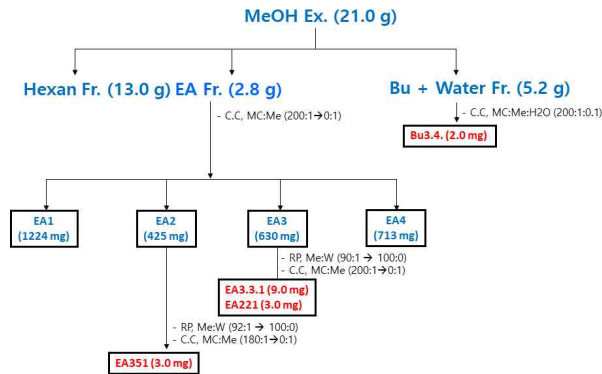 MeOH Ex. (21.0 g)
Hexan Fr. (13.0 g) EA Fr. (2.8 g)
Bu + Water Fr. (5.2 g)
- C.C, MC:Me (200:1→0:1)
- C.C, MC:Me:H2O (200:1:0.1)
Bu3.4. (2.0 mg)
EA1
(1224 mg)
EA2
(425 mg)
EA3
(630 mg)
EA4
(713 mg)
- RP, Me:W (90:1 → 100:0)
- C.C, MC:Me (200:1→0:1)
EA3.3.1 (9.0 mg)
EA221 (3.0 mg)
- RP, Me:W (92:1 → 100:0)
- C.C, MC:Me (180:1→0:1)
EA351 (3.0 mg)